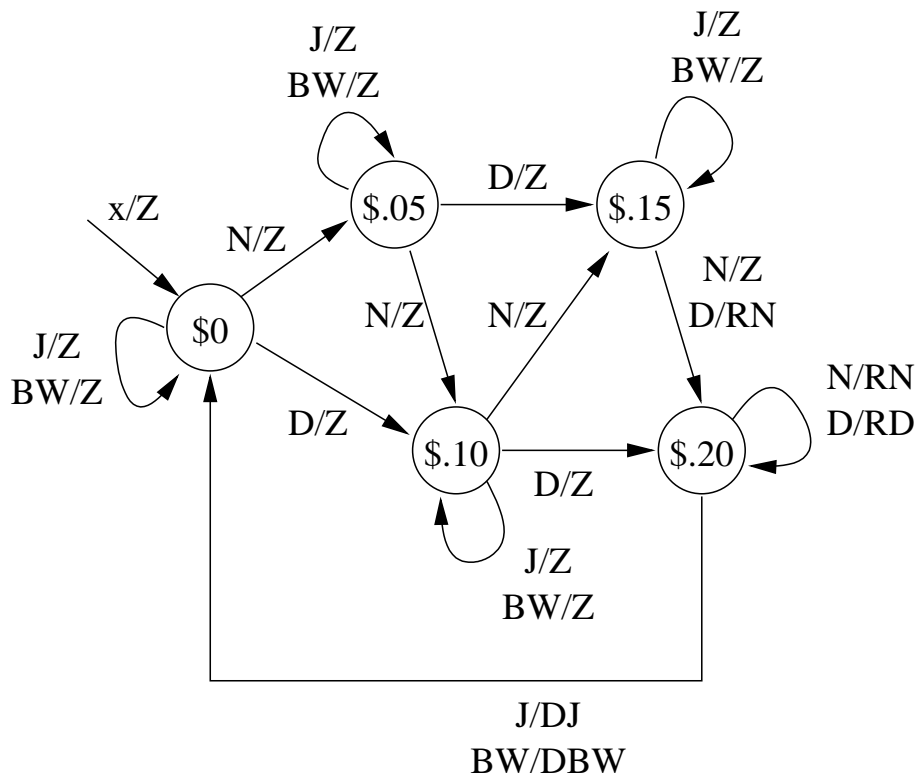 J/Z
BW/Z
J/Z
BW/Z
x/Z
N/Z
$.05
D/Z
$.15
J/Z
BW/Z
$0
N/Z
N/Z
N/Z
D/RN
D/Z
$.10
D/Z
$.20
N/RN
D/RD
J/Z
BW/Z
J/DJ
BW/DBW